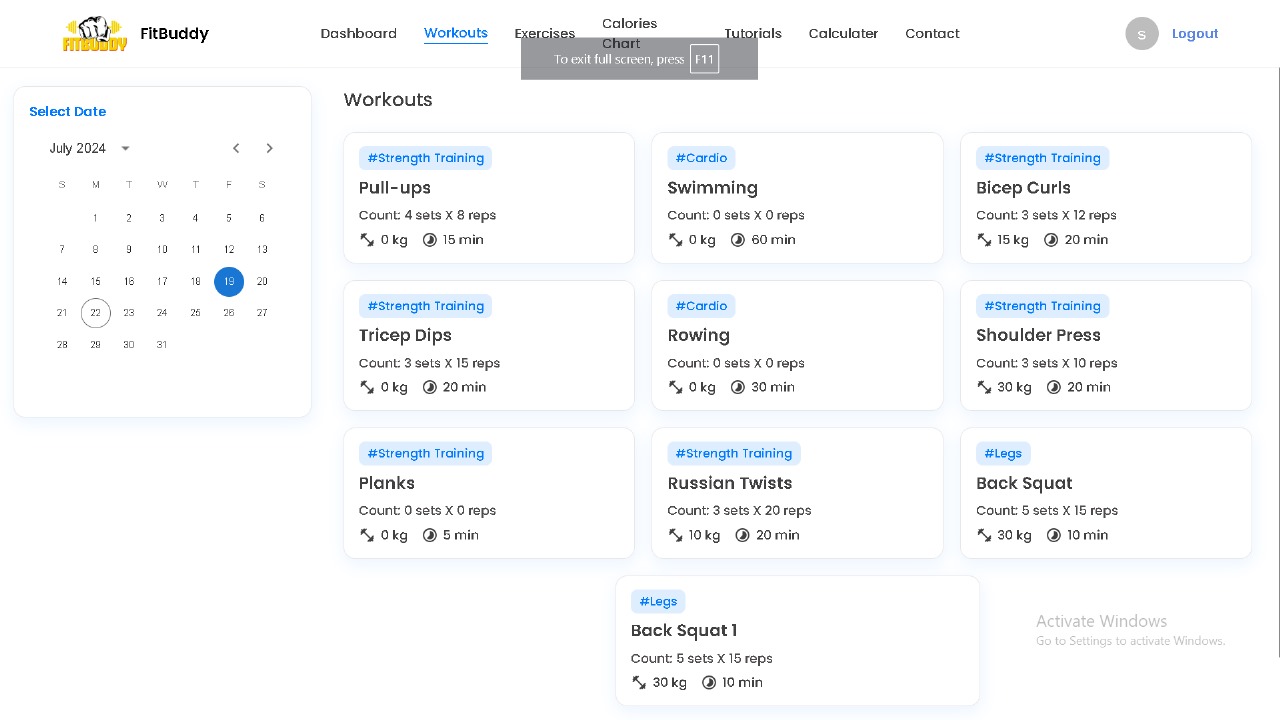 FITBUDDY FitBuddy Dashboard Workouts Exercises Calories Chart Tutorials Calculater Contact S Logout
To exit full screen, press F11
Select Date
July 2024
S M T W T F S
1 2 3 4 5 6
7 8 9 10 11 12 13
14 15 16 17 18 19 20
21 22 23 24 25 26 27
28 29 30 31
Workouts
#Strength Training
Pull-ups
Count: 4 sets X 8 reps
0 kg 15 min
#Cardio
Swimming
Count: 0 sets X 0 reps
0 kg 60 min
#Strength Training
Bicep Curls
Count: 3 sets X 12 reps
15 kg 20 min
#Strength Training
Tricep Dips
Count: 3 sets X 15 reps
0 kg 20 min
#Cardio
Rowing
Count: 0 sets X 0 reps
0 kg 30 min
#Strength Training
Shoulder Press
Count: 3 sets X 10 reps
30 kg 20 min
#Strength Training
Planks
Count: 0 sets X 0 reps
0 kg 5 min
#Strength Training
Russian Twists
Count: 3 sets X 20 reps
10 kg 20 min
#Legs
Back Squat
Count: 5 sets X 15 reps
30 kg 10 min
#Legs
Back Squat 1
Count: 5 sets X 15 reps
30 kg 10 min
Activate Windows
Go to Settings to activate Windows.